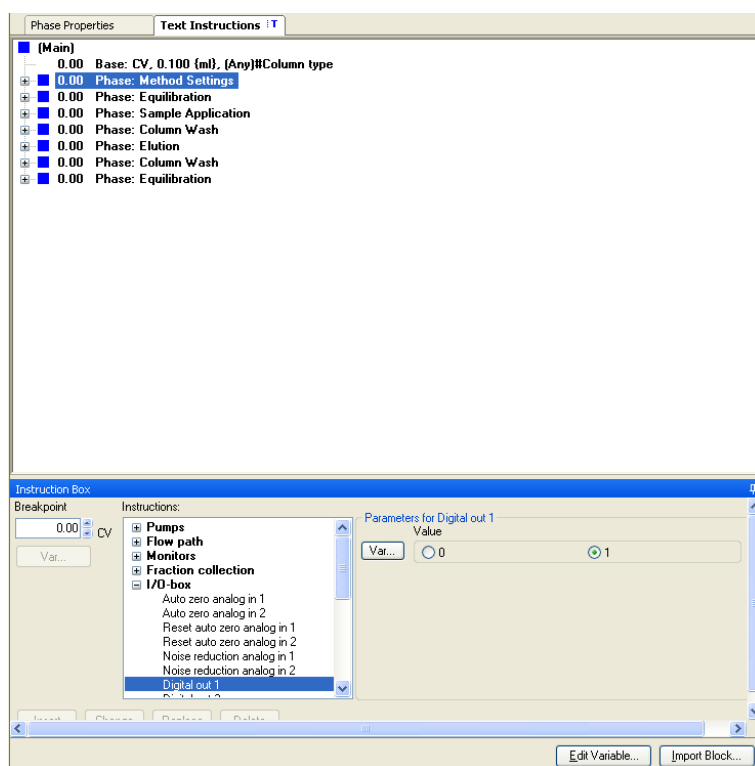 Phase Properties
Text Instructions T
(Main)
0.00 Base: CV, 0.100 {ml}, (Any)#Column type
0.00 Phase: Method Settings
0.00 Phase: Equilibration
0.00 Phase: Sample Application
0.00 Phase: Column Wash
0.00 Phase: Elution
0.00 Phase: Column Wash
0.00 Phase: Equilibration
Instruction Box
Breakpoint
0.00 CV
Var...
Instructions:
Pumps
Flow path
Monitors
Fraction collection
I/O-box
Auto zero analog in 1
Auto zero analog in 2
Reset auto zero analog in 1
Reset auto zero analog in 2
Noise reduction analog in 1
Noise reduction analog in 2
Digital out 1
Parameters for Digital out 1
Value
Var... 0 1
Insert Change Replace Delete
Edit Variable... Import Block...